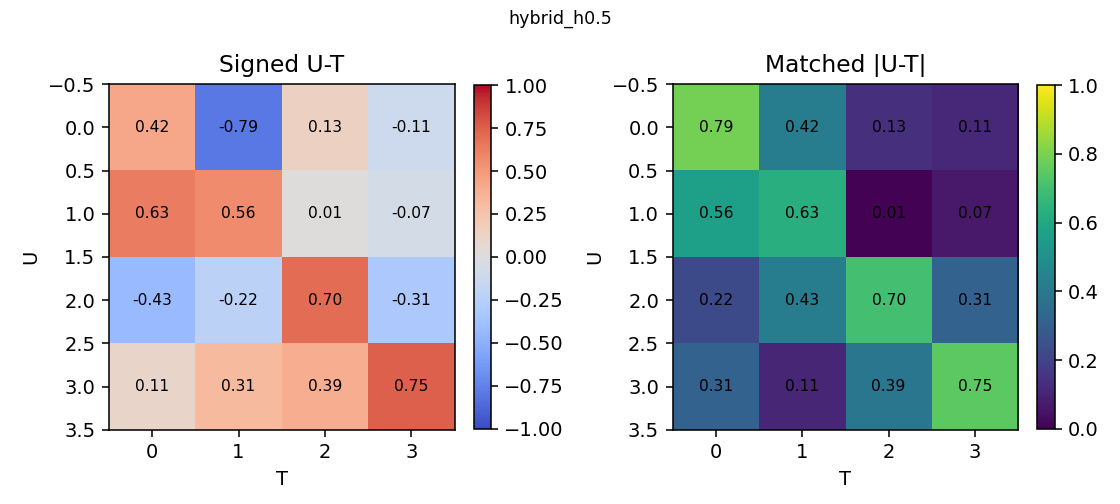 hybrid_h0.5
Signed U-T
−0.5
0.0
0.5
1.0
1.5
2.0
2.5
3.0
3.5
U
0.42 -0.79 0.13 -0.11
0.63 0.56 0.01 -0.07
-0.43 -0.22 0.70 -0.31
0.11 0.31 0.39 0.75
0 1 2 3
T
1.00
0.75
0.50
0.25
0.00
−0.25
−0.50
−0.75
−1.00
Matched |U-T|
−0.5
0.0
0.5
1.0
1.5
2.0
2.5
3.0
3.5
U
0.79 0.42 0.13 0.11
0.56 0.63 0.01 0.07
0.22 0.43 0.70 0.31
0.31 0.11 0.39 0.75
0 1 2 3
T
1.0
0.8
0.6
0.4
0.2
0.0